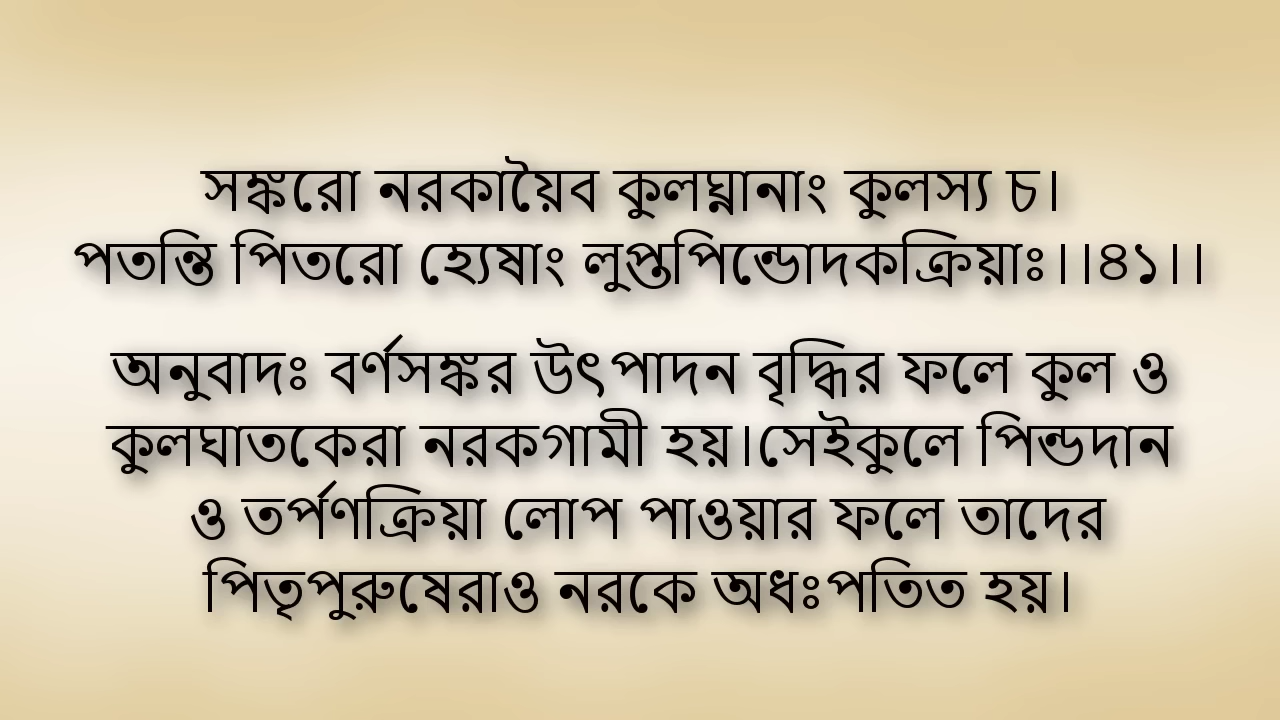 সঙ্করো নরকায়ৈব কুলঘ্নানাং কুলস্য চ।
পতন্তি পিতরো হ্যেষাং লুপ্তপিন্ডোদকক্রিয়াঃ।।৪১।।
অনুবাদঃ বর্ণসঙ্কর উৎপাদন বৃদ্ধির ফলে কুল ও
কুলঘাতকেরা নরকগামী হয়।সেইকুলে পিন্ডদান
ও তর্পণক্রিয়া লোপ পাওয়ার ফলে তাদের
পিতৃপুরুষেরাও নরকে অধঃপতিত হয়।